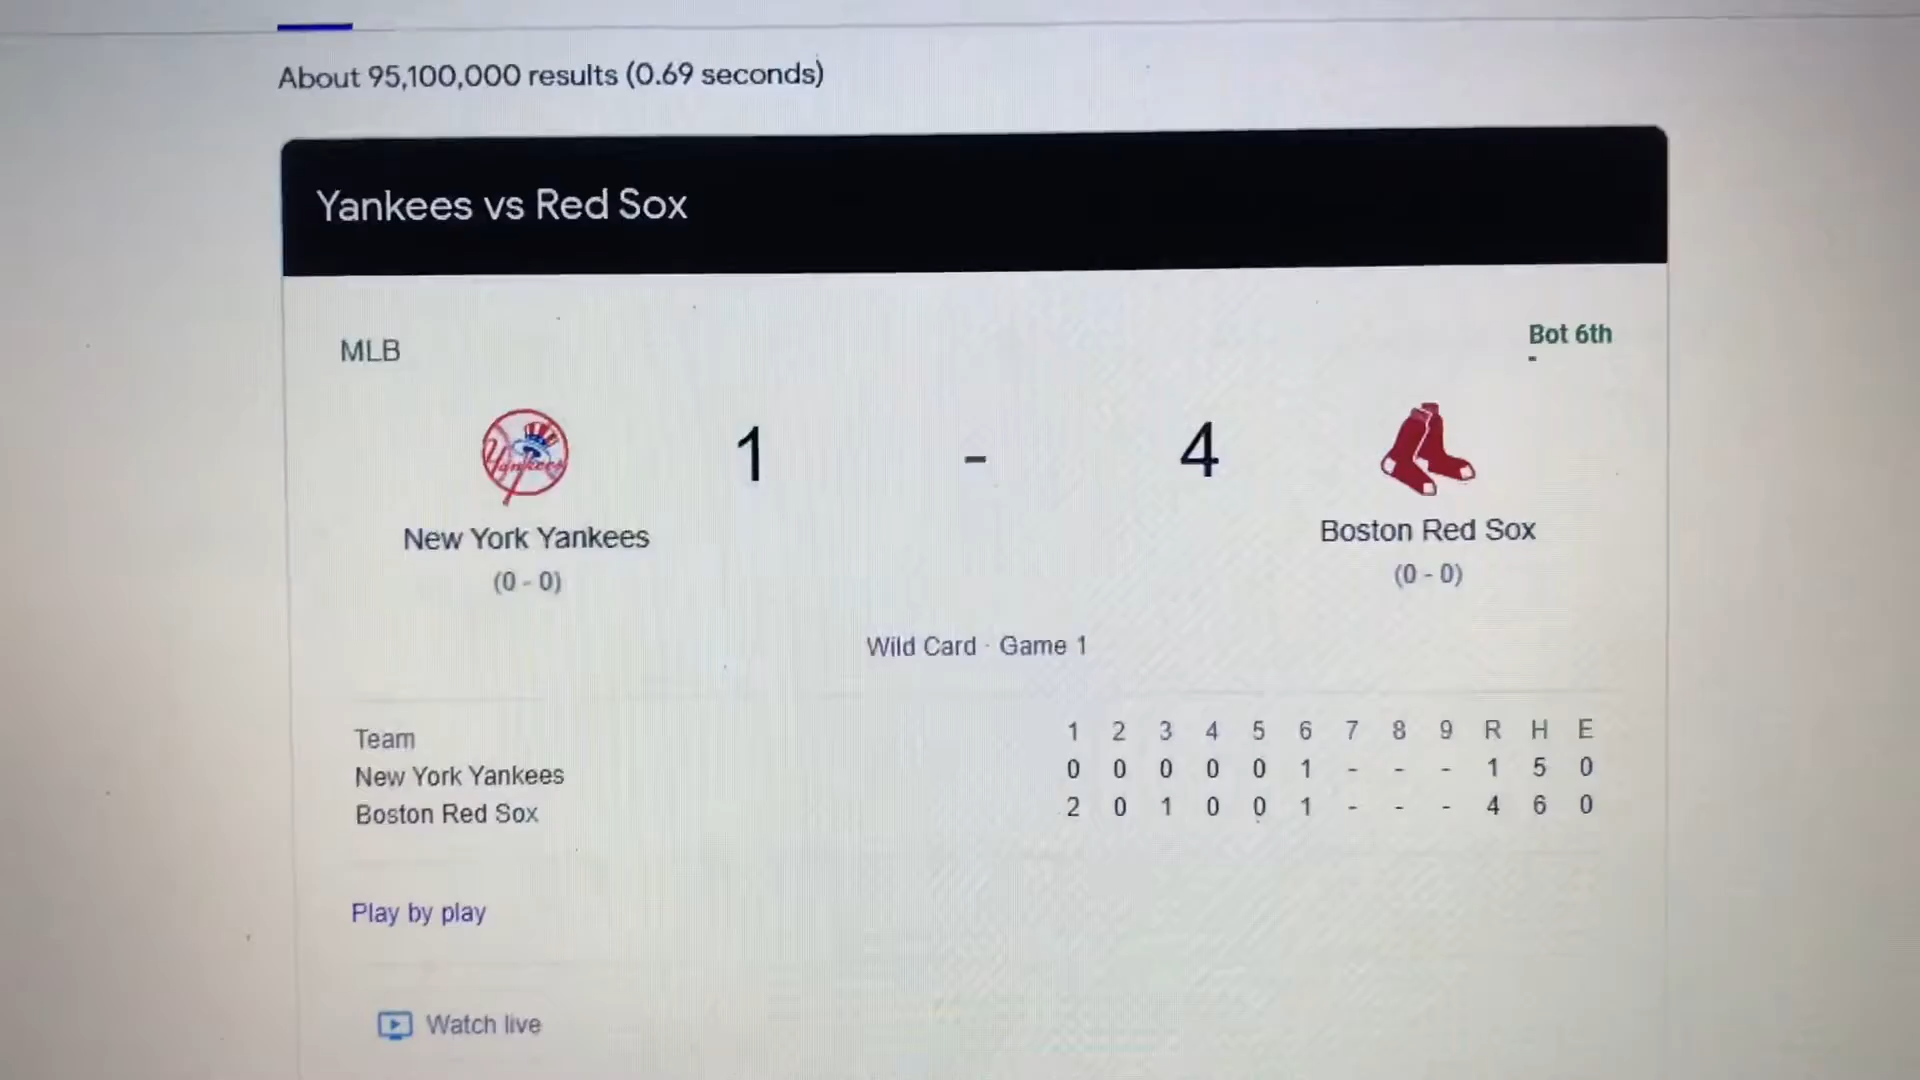 About 95,100,000 results (0.69 seconds)
Yankees vs Red Sox
MLB
Bot 6th
-
Yankees
1 - 4
New York Yankees
Boston Red Sox
(0 - 0)
(0 - 0)
Wild Card · Game 1
Team 1 2 3 4 5 6 7 8 9 R H E
New York Yankees 0 0 0 0 0 1 - - - 1 5 0
Boston Red Sox 2 0 1 0 0 1 - - - 4 6 0
Play by play
Watch live